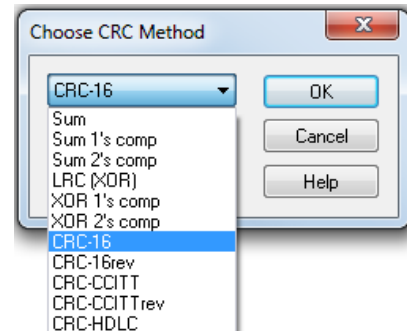 Choose CRC Method
CRC-16
OK
Sum
Sum 1's comp
Cancel
Sum 2's comp
LRC (XOR)
Help
XOR 1's comp
XOR 2's comp
CRC-16
CRC-16rev
CRC-CCITT
CRC-CCITTrev
CRC-HDLC